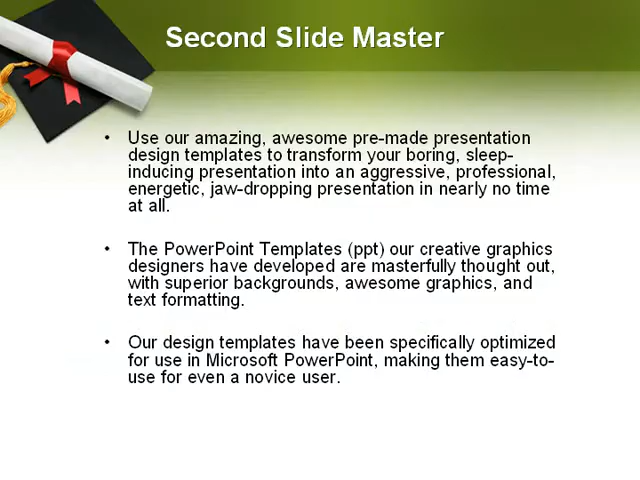 Second Slide Master
• Use our amazing, awesome pre-made presentation
design templates to transform your boring, sleep-
inducing presentation into an aggressive, professional,
energetic, jaw-dropping presentation in nearly no time
at all.
• The PowerPoint Templates (ppt) our creative graphics
designers have developed are masterfully thought out,
with superior backgrounds, awesome graphics, and
text formatting.
• Our design templates have been specifically optimized
for use in Microsoft PowerPoint, making them easy-to-
use for even a novice user.